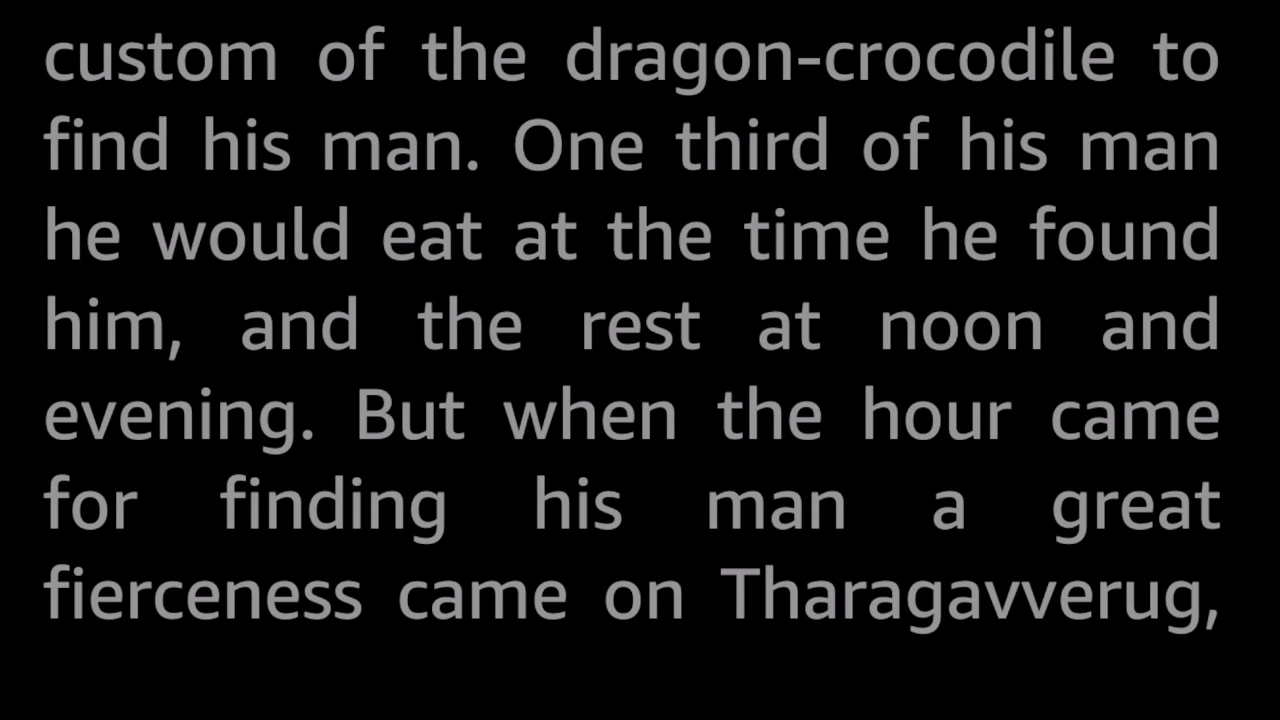 custom of the dragon-crocodile to
find his man. One third of his man
he would eat at the time he found
him, and the rest at noon and
evening. But when the hour came
for finding his man a great
fierceness came on Tharagavverug,